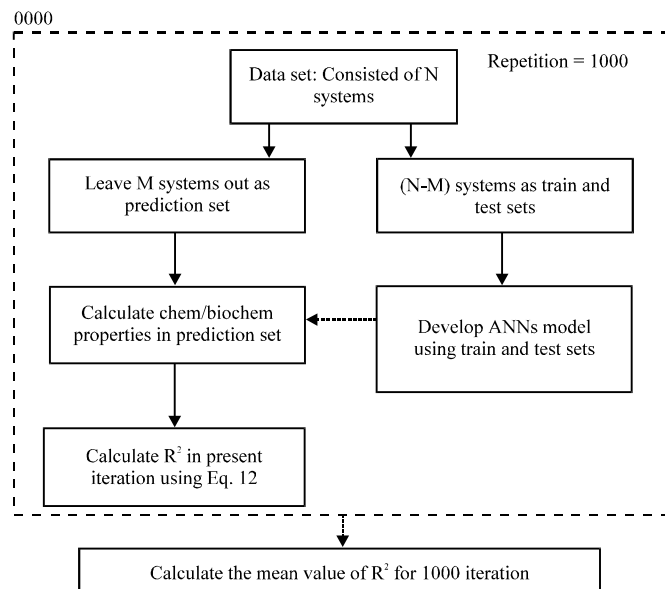 0000
Repetition = 1000
Data set: Consisted of N
systems
Leave M systems out as
prediction set
(N-M) systems as train and
test sets
Calculate chem/biochem
properties in prediction set
Develop ANNs model
using train and test sets
Calculate R² in present
iteration using Eq. 12
Calculate the mean value of R² for 1000 iteration